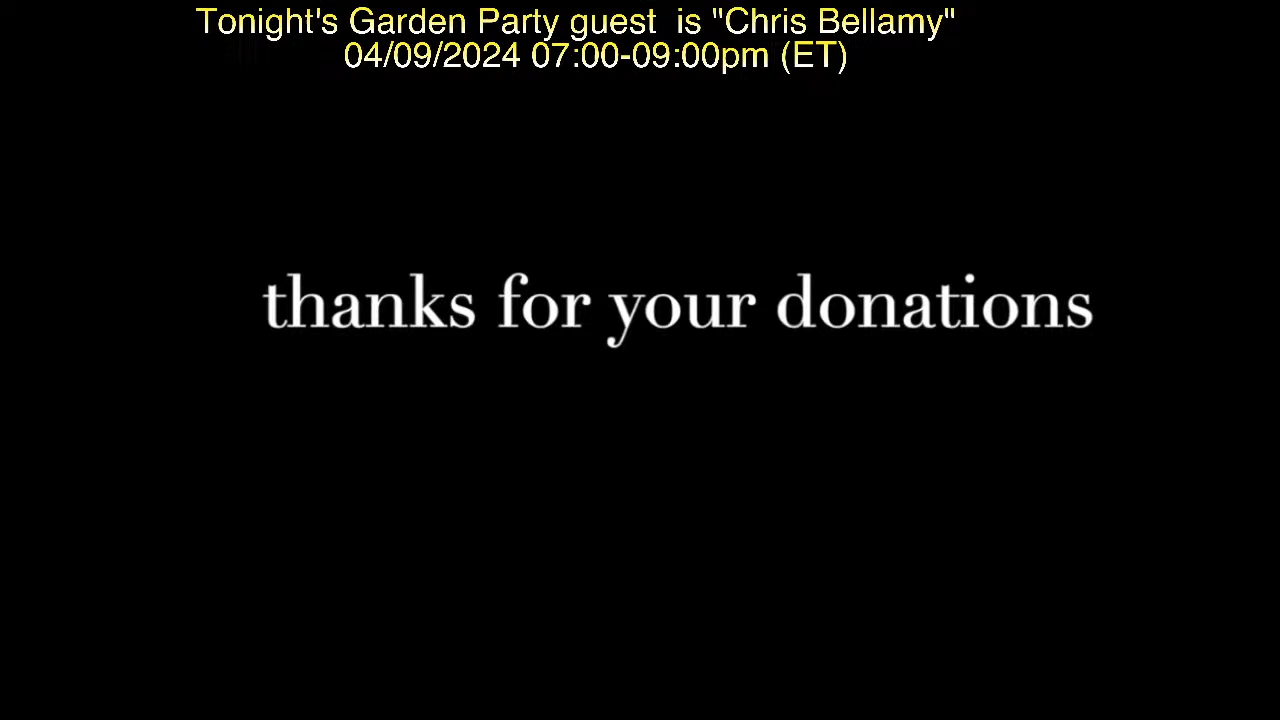 Tonight's Garden Party guest  is "Chris Bellamy"
04/09/2024 07:00-09:00pm (ET)
thanks for your donations